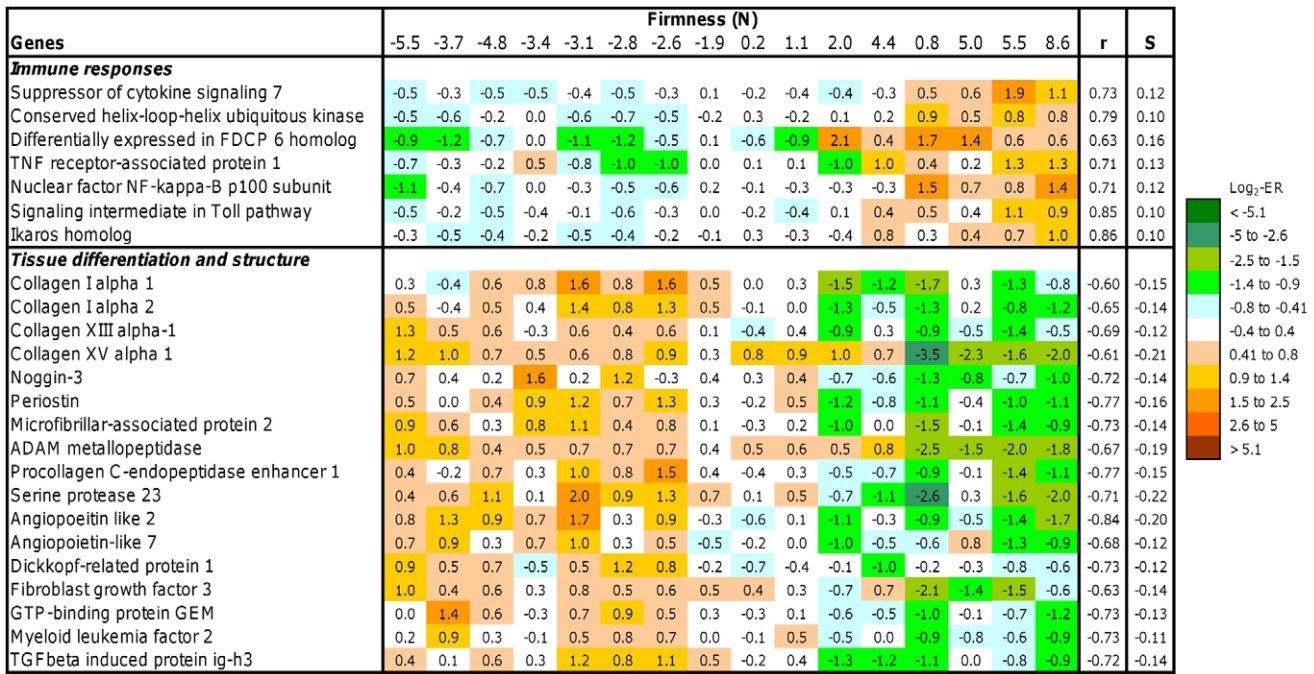 Firmness (N)
Genes -5.5 -3.7 -4.8 -3.4 -3.1 -2.8 -2.6 -1.9 0.2 1.1 2.0 4.4 0.8 5.0 5.5 8.6 r S
Immune responses
Suppressor of cytokine signaling 7 -0.5 -0.3 -0.5 -0.5 -0.4 -0.5 -0.3 0.1 -0.2 -0.4 -0.4 -0.3 0.5 0.6 1.9 1.1 0.73 0.12
Conserved helix-loop-helix ubiquitous kinase -0.5 -0.6 -0.2 0.0 -0.6 -0.7 -0.5 -0.2 0.3 -0.2 0.1 0.2 0.9 0.5 0.8 0.8 0.79 0.10
Differentially expressed in FDCP 6 homolog -0.9 -1.2 -0.7 0.0 -1.1 -1.2 -0.5 0.1 -0.6 -0.9 2.1 0.4 1.7 1.4 0.6 0.6 0.63 0.16
TNF receptor-associated protein 1 -0.7 -0.3 -0.2 0.5 -0.8 -1.0 -1.0 0.0 0.1 0.1 -1.0 1.0 0.4 0.2 1.3 1.3 0.71 0.13
Nuclear factor NF-kappa-B p100 subunit -1.1 -0.4 -0.7 0.0 -0.3 -0.5 -0.6 0.2 -0.1 -0.3 -0.3 -0.3 1.5 0.7 0.8 1.4 0.71 0.12
Signaling intermediate in Toll pathway -0.5 -0.2 -0.5 -0.4 -0.1 -0.6 -0.3 0.0 -0.2 -0.4 0.1 0.4 0.5 0.4 1.1 0.9 0.85 0.10
Ikaros homolog -0.3 -0.5 -0.4 -0.2 -0.5 -0.4 -0.2 -0.1 0.3 -0.3 -0.4 0.8 0.3 0.4 0.7 1.0 0.86 0.10
Tissue differentiation and structure
Collagen I alpha 1 0.3 -0.4 0.6 0.8 1.6 0.8 1.6 0.5 0.0 0.3 -1.5 -1.2 -1.7 0.3 -1.3 -0.8 -0.60 -0.15
Collagen I alpha 2 0.5 -0.4 0.5 0.4 1.4 0.8 1.3 0.5 -0.1 0.0 -1.3 -0.5 -1.3 0.2 -0.8 -1.2 -0.65 -0.14
Collagen XIII alpha-1 1.3 0.5 0.6 -0.3 0.6 0.4 0.6 0.1 -0.4 0.4 -0.9 0.3 -0.9 -0.5 -1.4 -0.5 -0.69 -0.12
Collagen XV alpha 1 1.2 1.0 0.7 0.5 0.6 0.8 0.9 0.3 0.8 0.9 1.0 0.7 -3.5 -2.3 -1.6 -2.0 -0.61 -0.21
Noggin-3 0.7 0.4 0.2 1.6 0.2 1.2 -0.3 0.4 0.3 0.4 -0.7 -0.6 -1.3 -0.8 -0.7 -1.0 -0.72 -0.14
Periostin 0.5 0.0 0.4 0.9 1.2 0.7 1.3 0.3 -0.2 0.5 -1.2 -0.8 -1.1 -0.4 -1.0 -1.1 -0.77 -0.16
Microfibrillar-associated protein 2 0.9 0.6 0.3 0.8 1.1 0.4 0.8 0.1 -0.3 0.2 -1.0 0.0 -1.5 -0.1 -1.4 -0.9 -0.73 -0.14
ADAM metallopeptidase 1.0 0.8 0.4 0.5 0.7 0.7 0.7 0.4 0.5 0.6 0.5 0.8 -2.5 -1.5 -2.0 -1.8 -0.67 -0.19
Procollagen C-endopeptidase enhancer 1 0.4 -0.2 0.7 0.3 1.0 0.8 1.5 0.4 -0.4 0.3 -0.5 -0.7 -0.9 -0.1 -1.4 -1.1 -0.77 -0.15
Serine protease 23 0.4 0.6 1.1 0.1 2.0 0.9 1.3 0.7 0.1 0.5 -0.7 -1.1 -2.6 0.3 -1.6 -2.0 -0.71 -0.22
Angiopoeitin like 2 0.8 1.3 0.9 0.7 1.7 0.3 0.9 -0.3 -0.6 0.1 -1.1 -0.3 -0.9 -0.5 -1.4 -1.7 -0.84 -0.20
Angiopoietin-like 7 0.7 0.9 0.3 0.7 1.0 0.3 0.5 -0.5 -0.2 0.0 -1.0 -0.5 -0.6 0.8 -1.3 -0.9 -0.68 -0.12
Dickkopf-related protein 1 0.9 0.5 0.7 -0.5 0.5 1.2 0.8 -0.2 -0.7 -0.4 -0.1 -1.0 -0.2 -0.3 -0.8 -0.6 -0.73 -0.12
Fibroblast growth factor 3 1.0 0.4 0.6 0.3 0.8 0.5 0.6 0.5 0.4 0.3 -0.7 0.7 -2.1 -1.4 -1.5 -0.6 -0.63 -0.14
GTP-binding protein GEM 0.0 1.4 0.6 -0.3 0.7 0.9 0.5 0.3 -0.3 0.1 -0.6 -0.5 -1.0 -0.1 -0.7 -1.2 -0.73 -0.13
Myeloid leukemia factor 2 0.2 0.9 0.3 -0.1 0.5 0.8 0.7 0.0 -0.1 0.5 -0.5 0.0 -0.9 -0.8 -0.6 -0.9 -0.73 -0.11
TGFbeta induced protein ig-h3 0.4 0.1 0.6 0.3 1.2 0.8 1.1 0.5 -0.2 0.4 -1.3 -1.2 -1.1 0.0 -0.8 -0.9 -0.72 -0.14
Log2-ER
< -5.1
-5 to -2.6
-2.5 to -1.5
-1.4 to -0.9
-0.8 to -0.41
-0.4 to 0.4
0.41 to 0.8
0.9 to 1.4
1.5 to 2.5
2.6 to 5
> 5.1